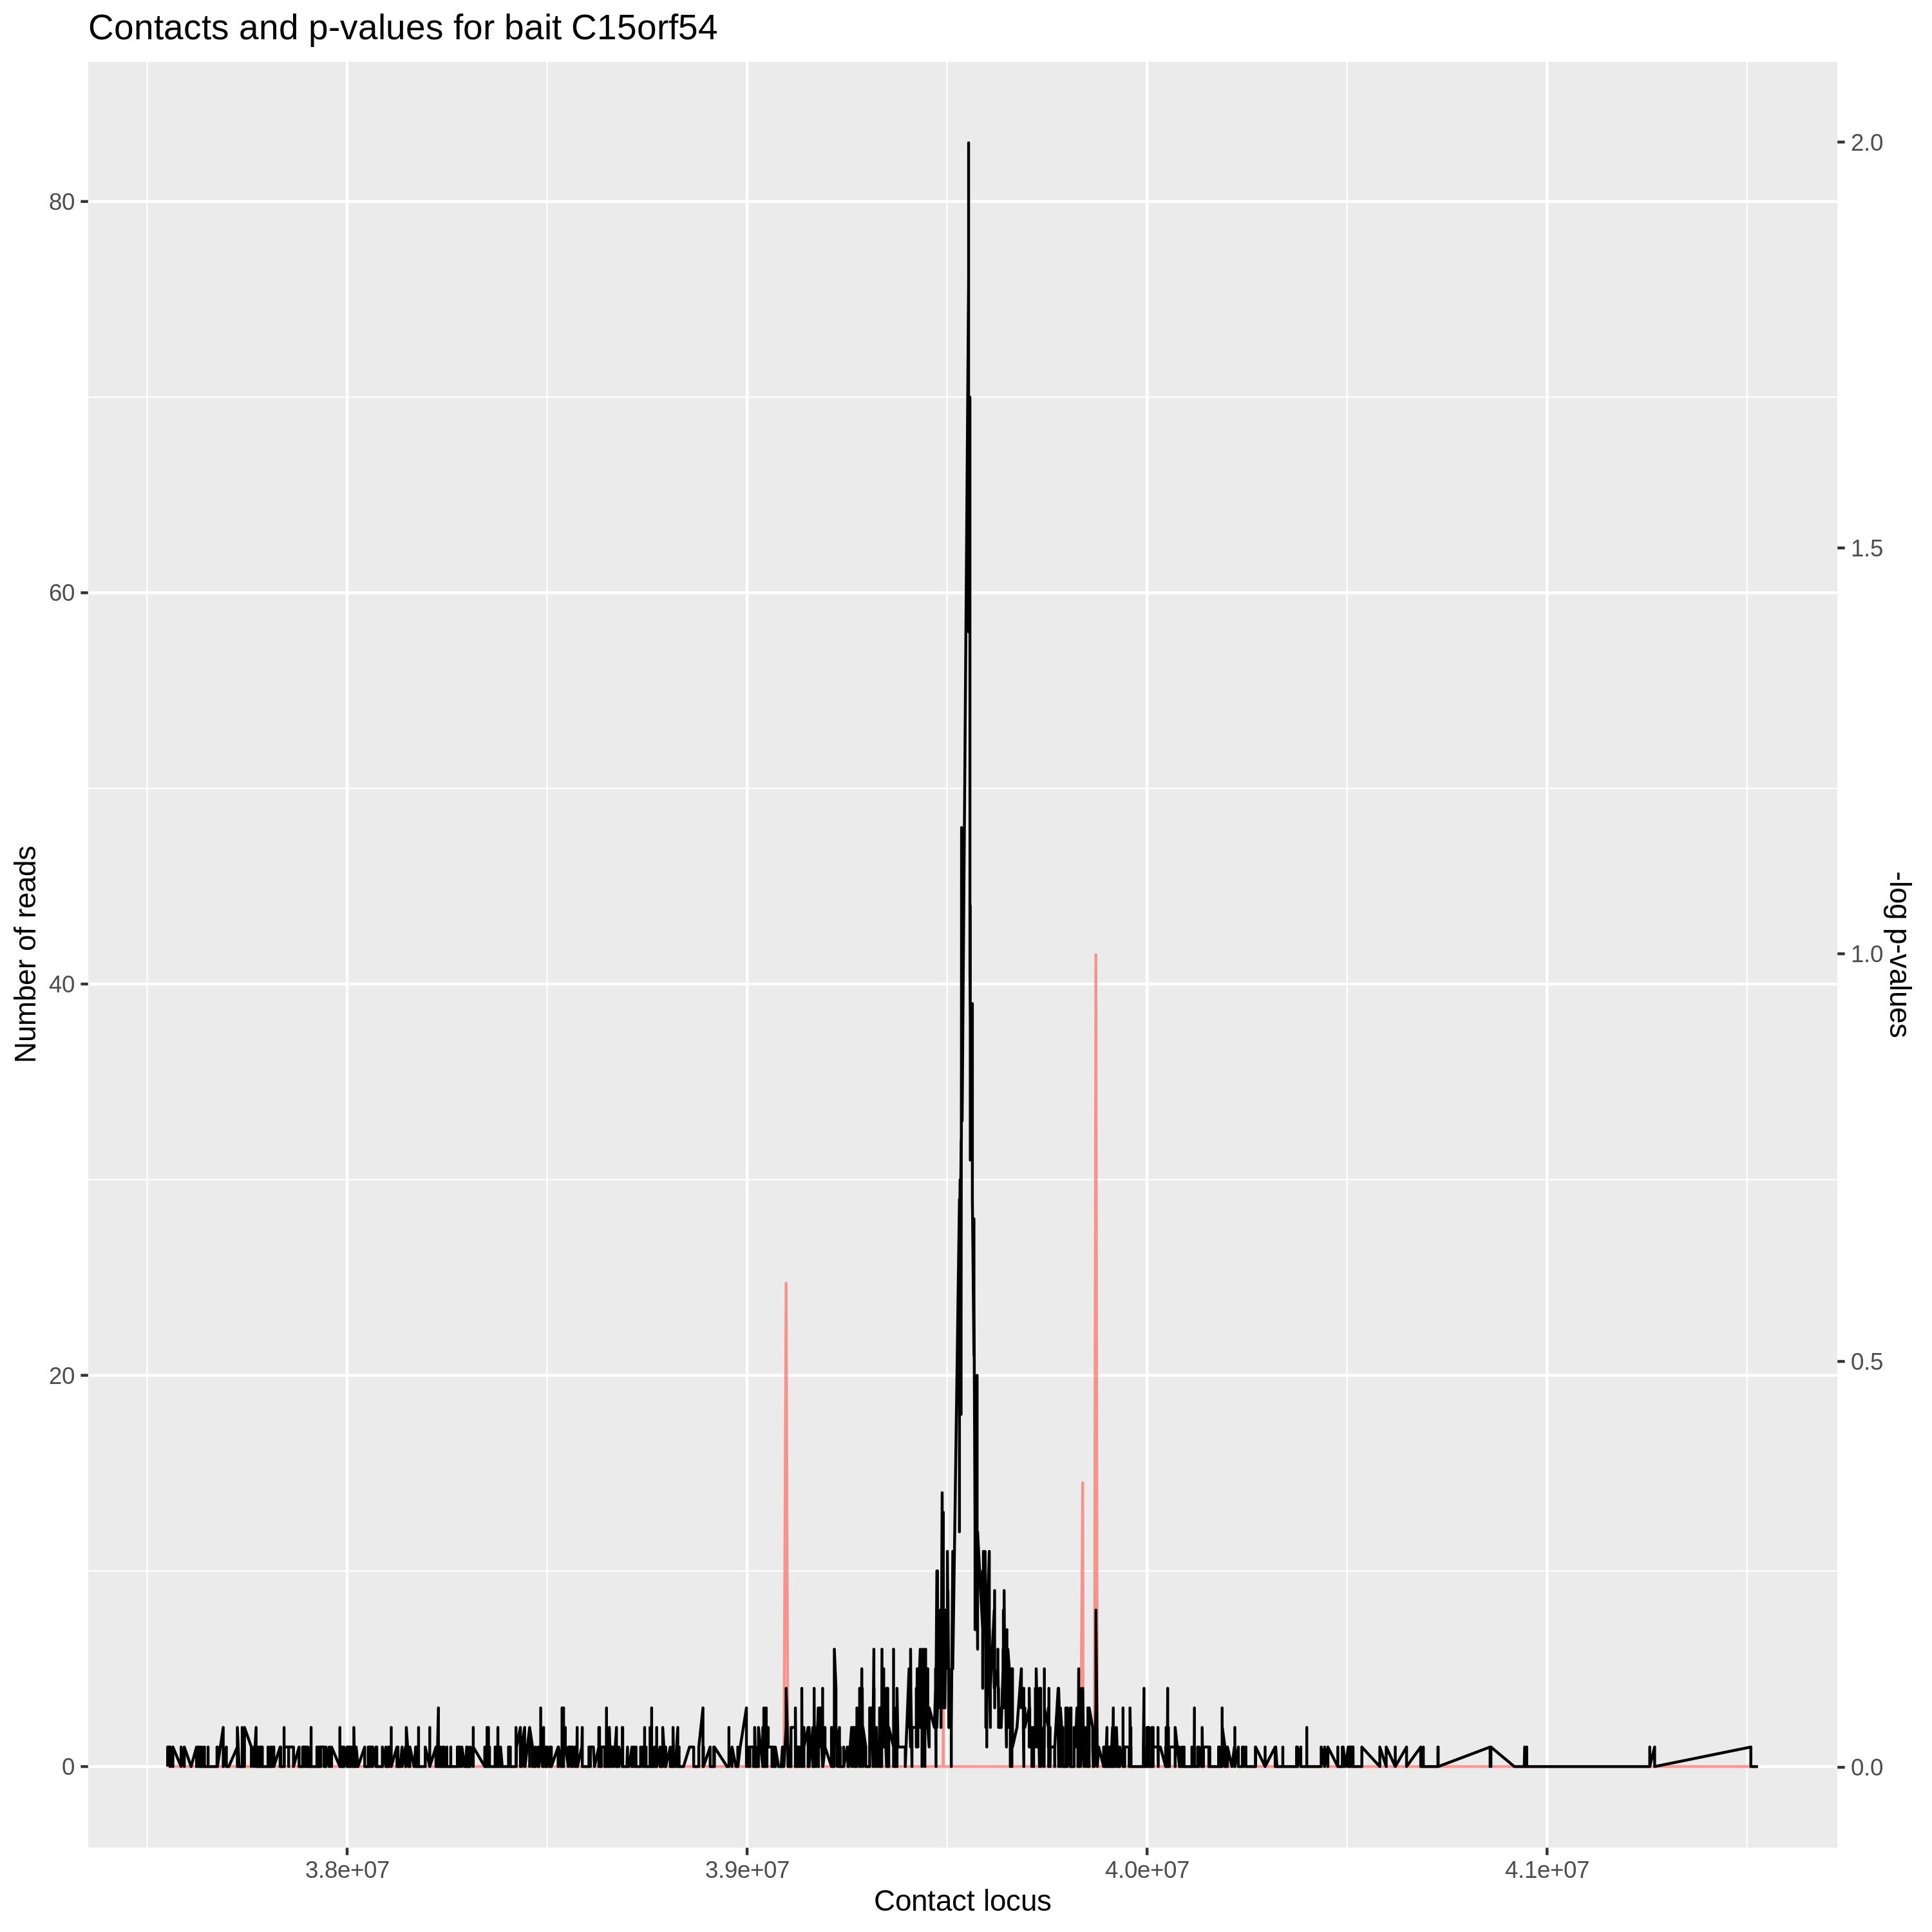 Contacts and p-values for bait C15orf54
80
60
40
20
0
Number of reads
2.0
1.5
1.0
0.5
0.0
-log p-values
3.8e+07
3.9e+07
4.0e+07
4.1e+07
Contact locus